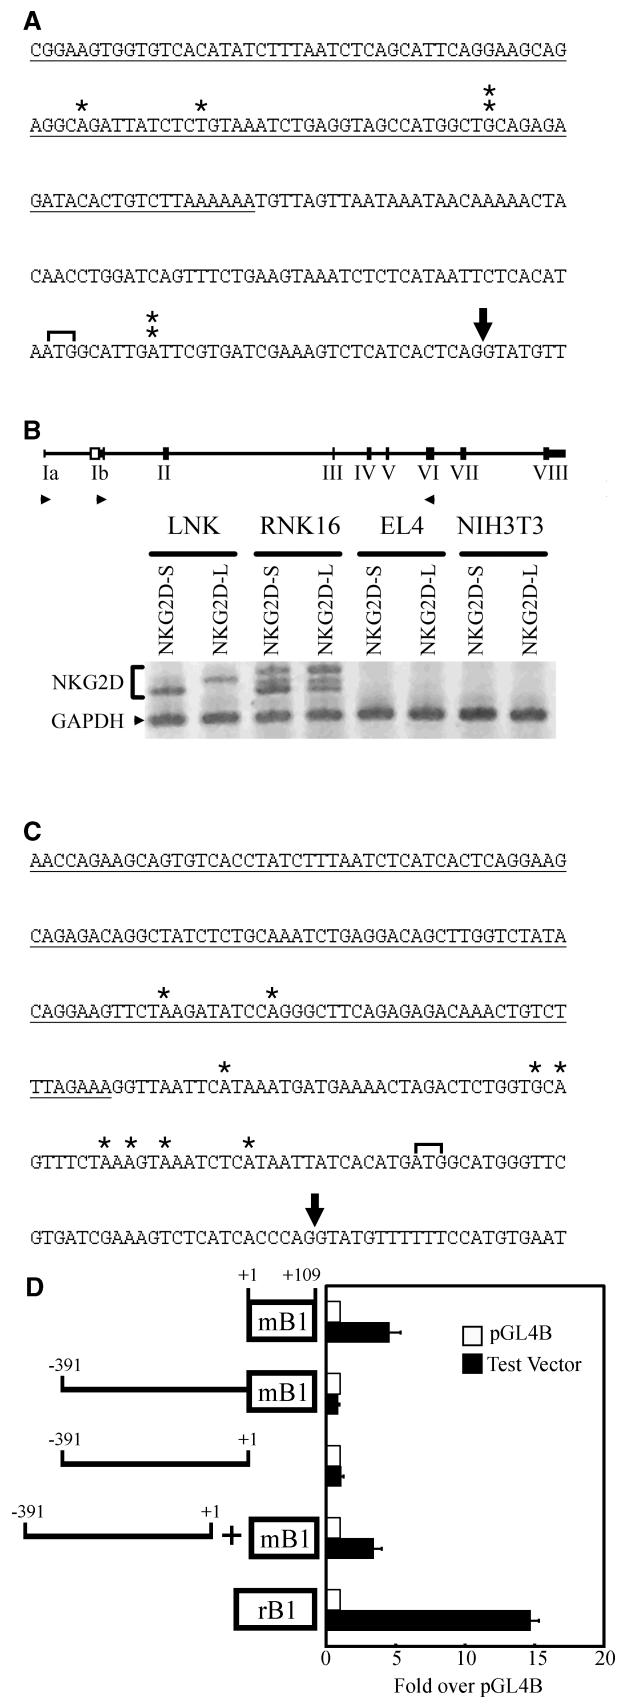 A
CGGAAGTGGTGTCACATATCTTTAATCTCAGCATTCAGGAAGCAG
* * *
*
AGGCAGATTATCTCTGTAAATCTGAGGTAGCCATGGCTGCAGAGA
GATACACTGTCTTAAAAAATGTTAGTTAATAAATAACAAAAACTA
CAACCTGGATCAGTTTCTGAAGTAAATCTCTCATAATTCTCACAT
*
*
AATGGCATTGATTCGTGATCGAAAGTCTCATCACTCAGGTATGTT
B
Ia Ib II III IV V VI VII VIII
LNK RNK16 EL4 NIH3T3
NKG2D-S NKG2D-L NKG2D-S NKG2D-L NKG2D-S NKG2D-L NKG2D-S NKG2D-L
NKG2D
GAPDH
C
AACCAGAAGCAGTGTCACCTATCTTTAATCTCATCACTCAGGAAG
CAGAGACAGGCTATCTCTGCAAATCTGAGGACAGCTTGGTCTATA
* *
CAGGAAGTTCTAAGATATCCAGGGCTTCAGAGAGACAAACTGTCT
* * *
TTAGAAAGGTTAATTCATAAATGATGAAAACTAGACTCTGGTGCA
* * * *
GTTTCTAAAGTAAATCTCATAATTATCACATGATGGCATGGGTTC
GTGATCGAAAGTCTCATCACCCAGGTATGTTTTTTCCATGTGAAT
D
+1 +109
mB1
pGL4B
Test Vector
-391
mB1
-391 +1
-391 +1
+ mB1
rB1
0 5 10 15 20
Fold over pGL4B